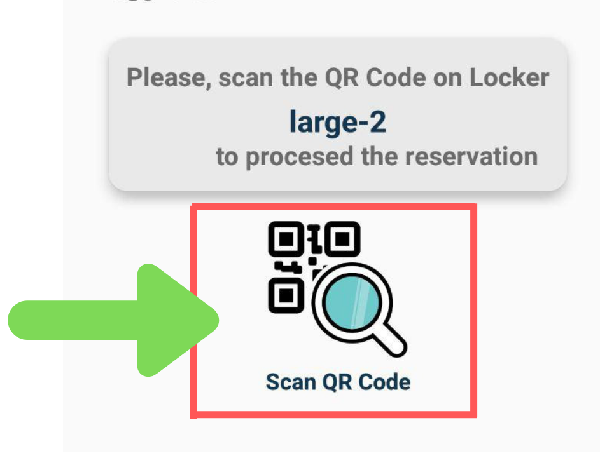 Please, scan the QR Code on Locker
large-2
to procesed the reservation
Scan QR Code